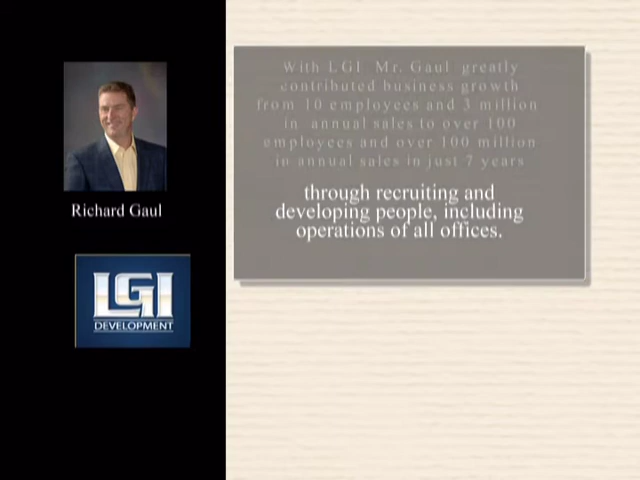 With LGI Mr. Gaul greatly
contributed business growth
from 10 employees and 3 million
in annual sales to over 100
employees and over 100 million
in annual sales in just 7 years
through recruiting and
developing people, including
operations of all offices.
Richard Gaul
LGI
DEVELOPMENT